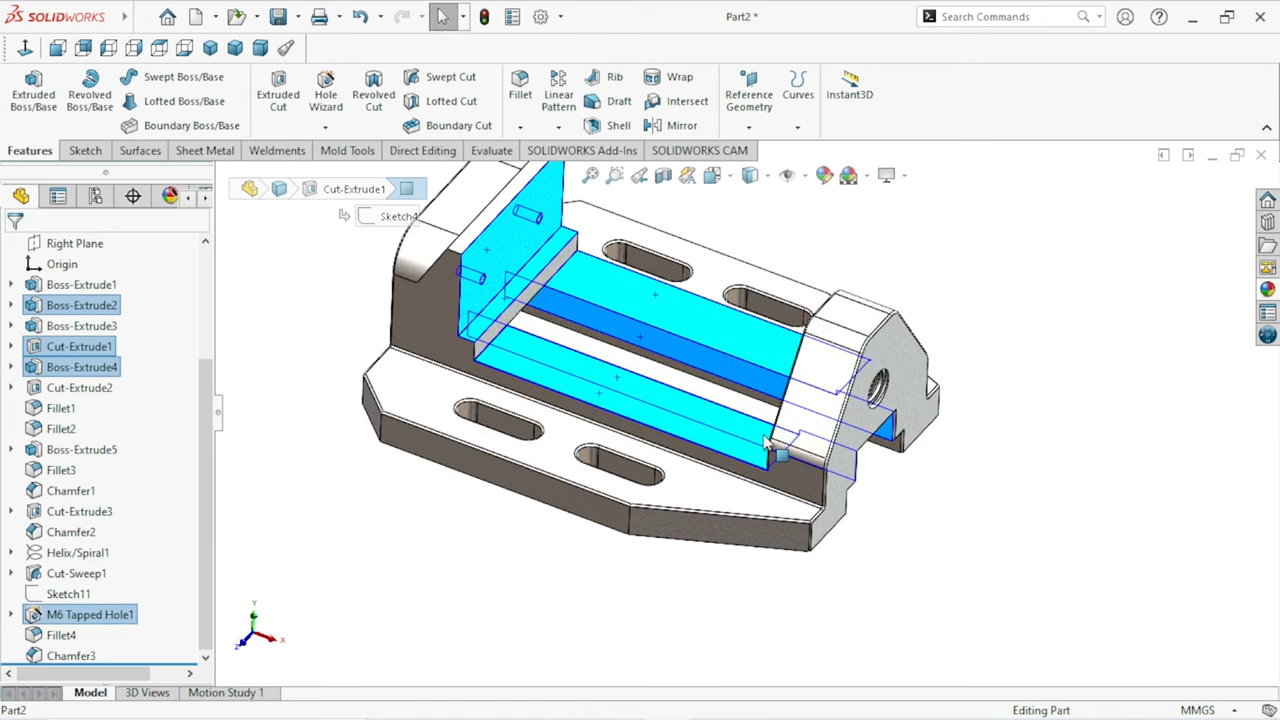 SOLIDWORKS
Part2 *
Search Commands
Extruded Boss/Base
Revolved Boss/Base
Swept Boss/Base
Lofted Boss/Base
Boundary Boss/Base
Extruded Cut
Hole Wizard
Revolved Cut
Swept Cut
Lofted Cut
Boundary Cut
Fillet
Linear Pattern
Rib
Draft
Shell
Wrap
Intersect
Mirror
Reference Geometry
Curves
Instant3D
Features
Sketch
Surfaces
Sheet Metal
Weldments
Mold Tools
Direct Editing
Evaluate
SOLIDWORKS Add-Ins
SOLIDWORKS CAM
Cut-Extrude1
Sketch4
Right Plane
Origin
Boss-Extrude1
Boss-Extrude2
Boss-Extrude3
Cut-Extrude1
Boss-Extrude4
Cut-Extrude2
Fillet1
Fillet2
Boss-Extrude5
Fillet3
Chamfer1
Cut-Extrude3
Chamfer2
Helix/Spiral1
Cut-Sweep1
Sketch11
M6 Tapped Hole1
Fillet4
Chamfer3
Y
X
Z
Model
3D Views
Motion Study 1
Part2
Editing Part
MMGS